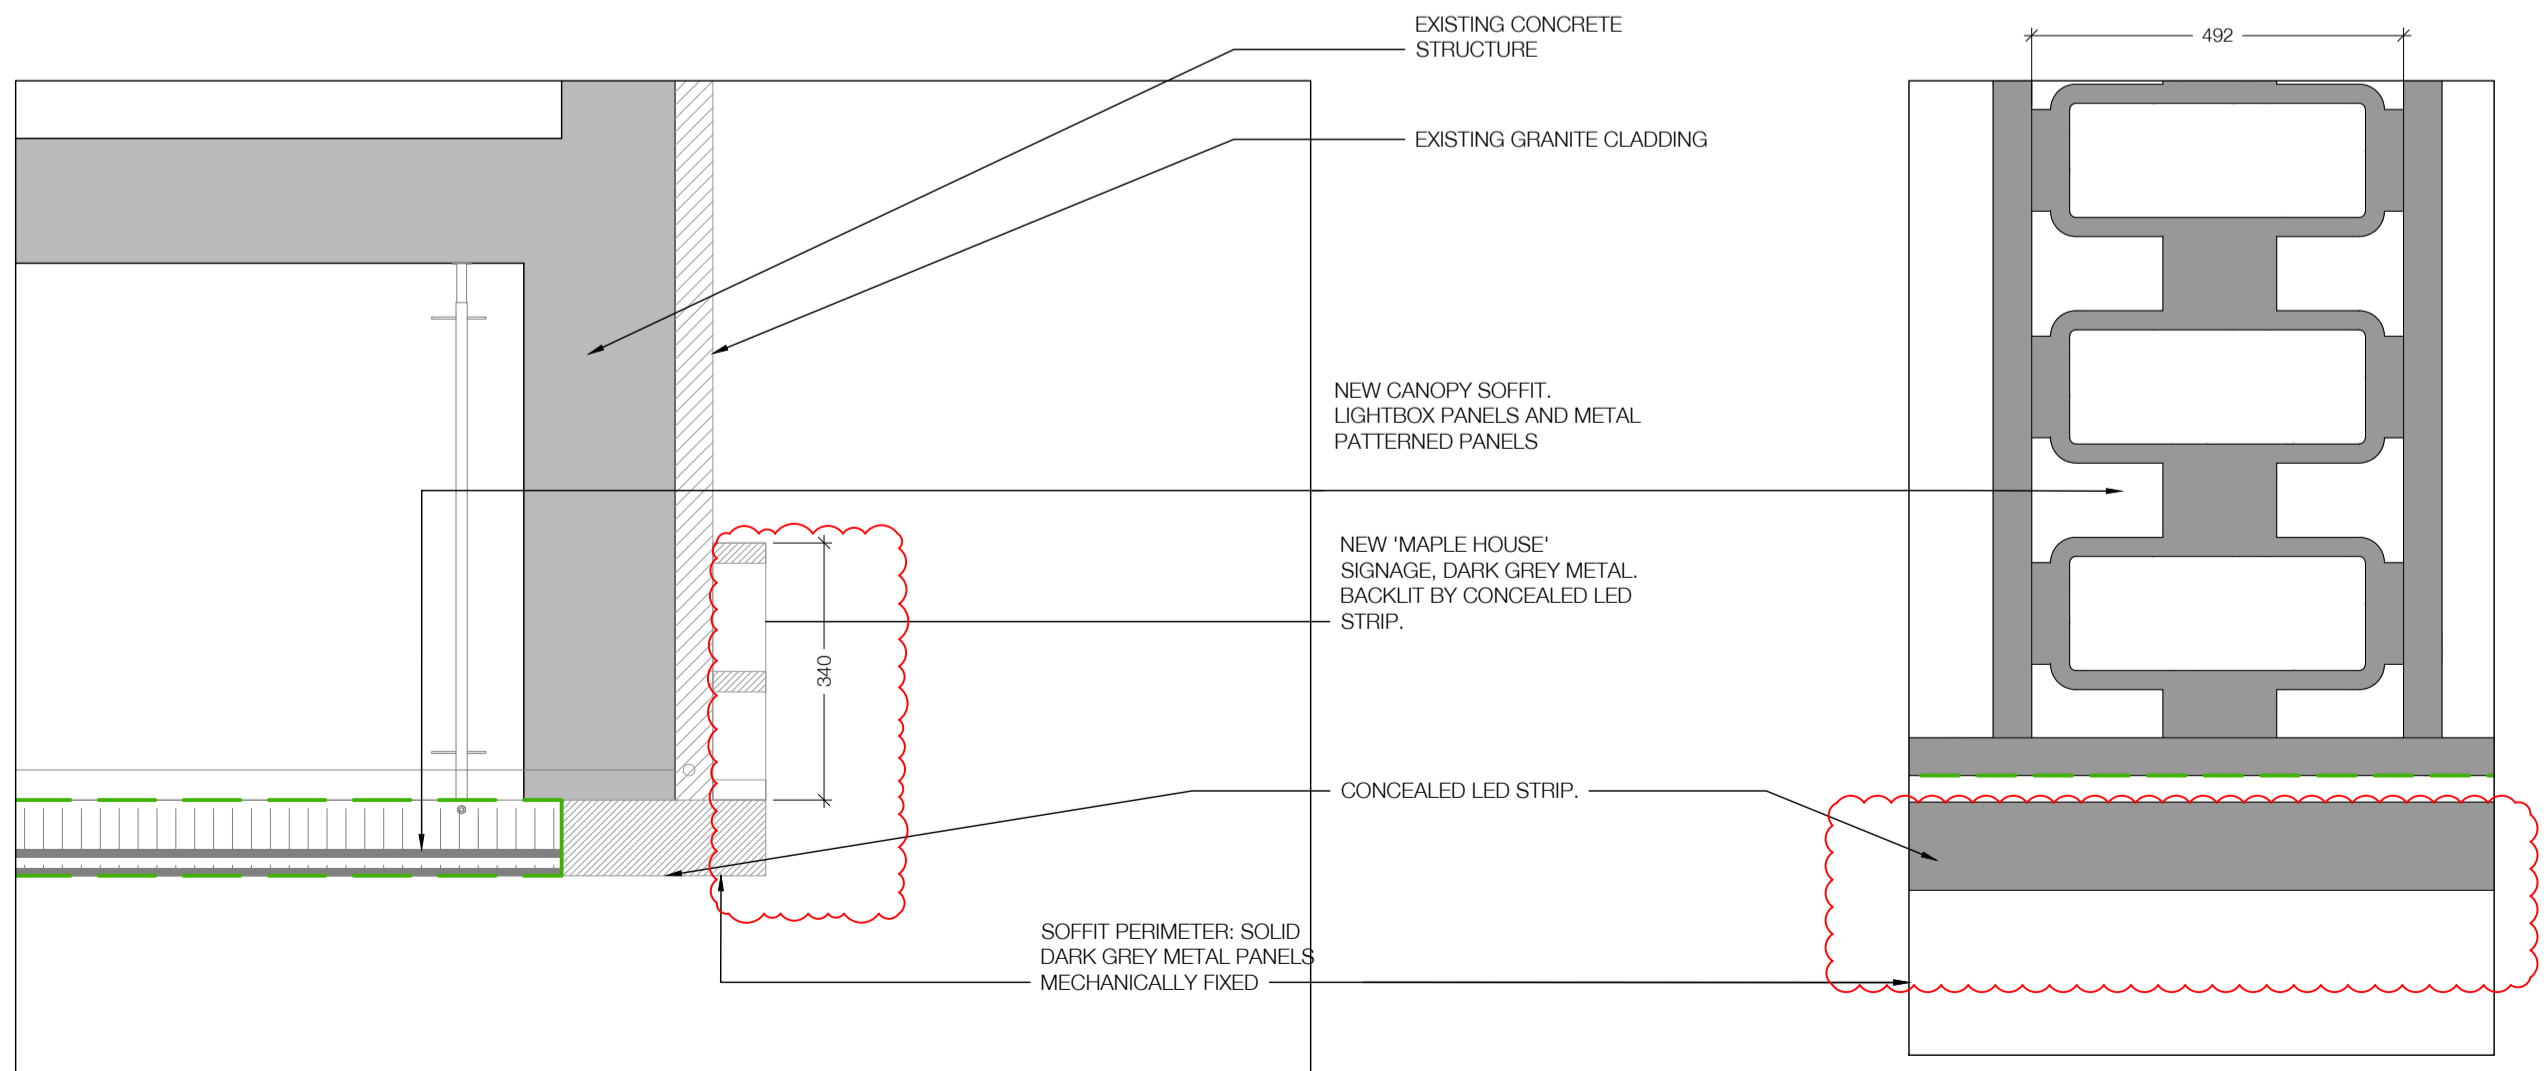 EXISTING CONCRETE
STRUCTURE
492
EXISTING GRANITE CLADDING
NEW CANOPY SOFFIT.
LIGHTBOX PANELS AND METAL
PATTERNED PANELS
NEW 'MAPLE HOUSE'
SIGNAGE, DARK GREY METAL.
BACKLIT BY CONCEALED LED
STRIP.
340
CONCEALED LED STRIP.
SOFFIT PERIMETER: SOLID
DARK GREY METAL PANELS
MECHANICALLY FIXED